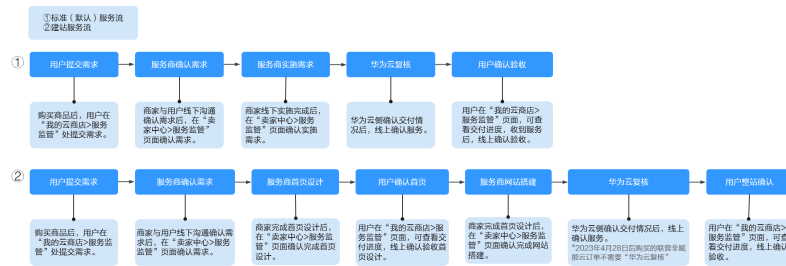 ①标准（默认）服务流
②建站服务流
①
用户提交需求
服务商确认需求
服务商实施需求
华为云复核
用户确认验收
购买商品后，用户在
“我的云商店>服务
监管”处提交需求。
商家与用户线下沟通
确认需求后，在“卖
家中心>服务监管”
页面确认需求。
商家线下实施完成后，
在“卖家中心>服务
监管”页面确认实施
需求。
华为云侧确认交付情
况后，线上确认服务。
用户在“我的云商店>
服务监管”页面，可查
看交付进度，收到服务
后，线上确认验收。
②
用户提交需求
服务商确认需求
服务商首页设计
用户确认首页
服务商网站搭建
华为云复核
用户整站确认
购买商品后，用户在
“我的云商店>服务监
管”处提交需求。
商家与用户线下沟通确认需
求后，在“卖家中心>服务监
管”页面确认需求。
商家完成首页设计后，
在“卖家中心>服务监
管”页面确认完成首页
设计。
用户在“我的云商店>服
务监管”页面，可查看交
付进度，线上确认验收首
页设计。
商家完成首页设计后，
在“卖家中心>服务监
管”页面确认完成网站
搭建。
华为云侧确认交付情况后，线上
确认服务。
*2023年4月28日后购买的联营非赋
能云订单不需要“华为云复核”
用户在“我的云商店>
服务监管”页面，可查
看交付进度，线上确认
验收。